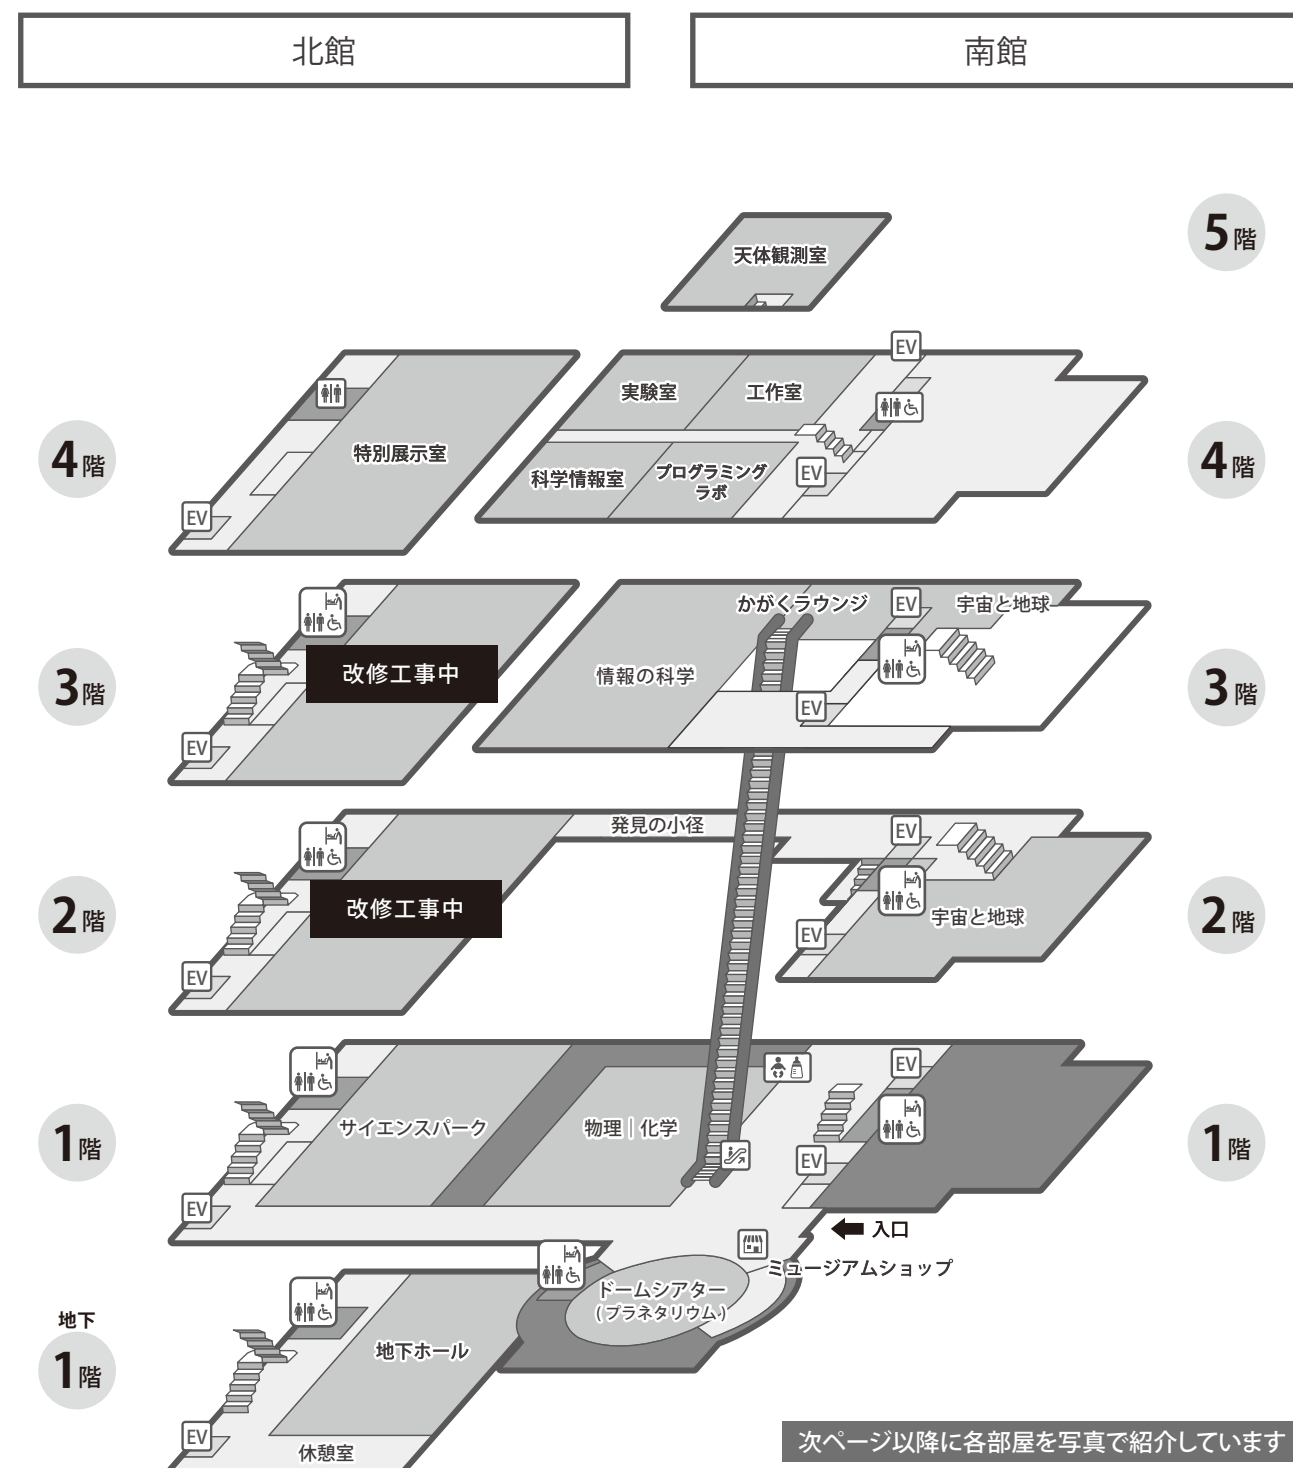 北館
南館
5階
天体観測室
EV
実験室
工作室
4階
特別展示室
科学情報室
プログラミング
ラボ
EV
4階
EV
かがくラウンジ
EV
宇宙と地球
3階
改修工事中
情報の科学
EV
3階
EV
発見の小径
EV
2階
改修工事中
宇宙と地球
EV
2階
EV
EV
1階
サイエンスパーク
物理｜化学
EV
1階
EV
入口
ミュージアムショップ
ドームシアター
(プラネタリウム)
地下
1階
地下ホール
EV
休憩室
次ページ以降に各部屋を写真で紹介しています